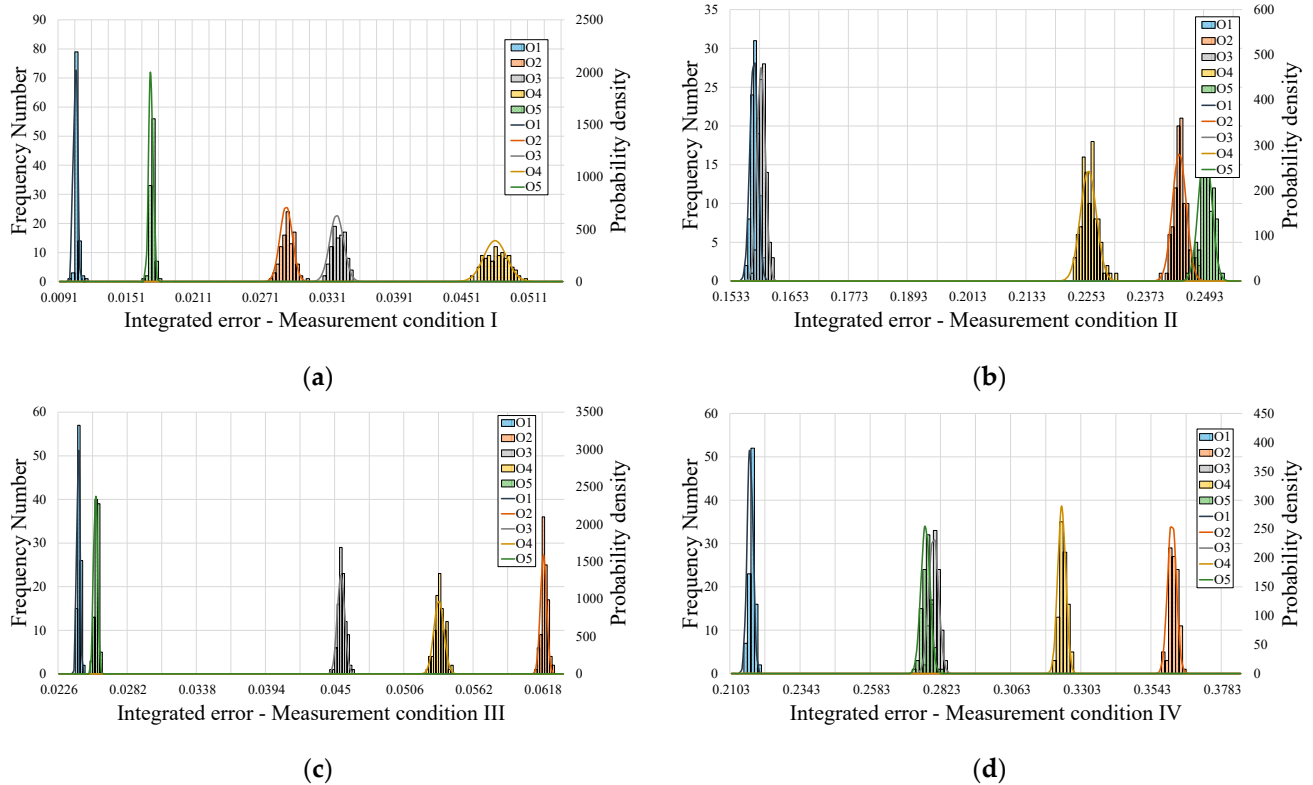 90
80
70
60
50
40
30
20
10
0
Frequency Number
2500
2000
1500
1000
500
0
Probability density
O1
O2
O3
O4
O5
O1
O2
O3
O4
O5
0.0091 0.0151 0.0211 0.0271 0.0331 0.0391 0.0451 0.0511
Integrated error - Measurement condition I
(a)
35
30
25
20
15
10
5
0
Frequency Number
600
500
400
300
200
100
0
Probability density
O1
O2
O3
O4
O5
O1
O2
O3
O4
O5
0.1533 0.1653 0.1773 0.1893 0.2013 0.2133 0.2253 0.2373 0.2493
Integrated error - Measurement condition II
(b)
60
50
40
30
20
10
0
Frequency Number
3500
3000
2500
2000
1500
1000
500
0
Probability density
O1
O2
O3
O4
O5
O1
O2
O3
O4
O5
0.0226 0.0282 0.0338 0.0394 0.045 0.0506 0.0562 0.0618
Integrated error - Measurement condition III
(c)
60
50
40
30
20
10
0
Frequency Number
450
400
350
300
250
200
150
100
50
0
Probability density
O1
O2
O3
O4
O5
O1
O2
O3
O4
O5
0.2103 0.2343 0.2583 0.2823 0.3063 0.3303 0.3543 0.3783
Integrated error - Measurement condition IV
(d)